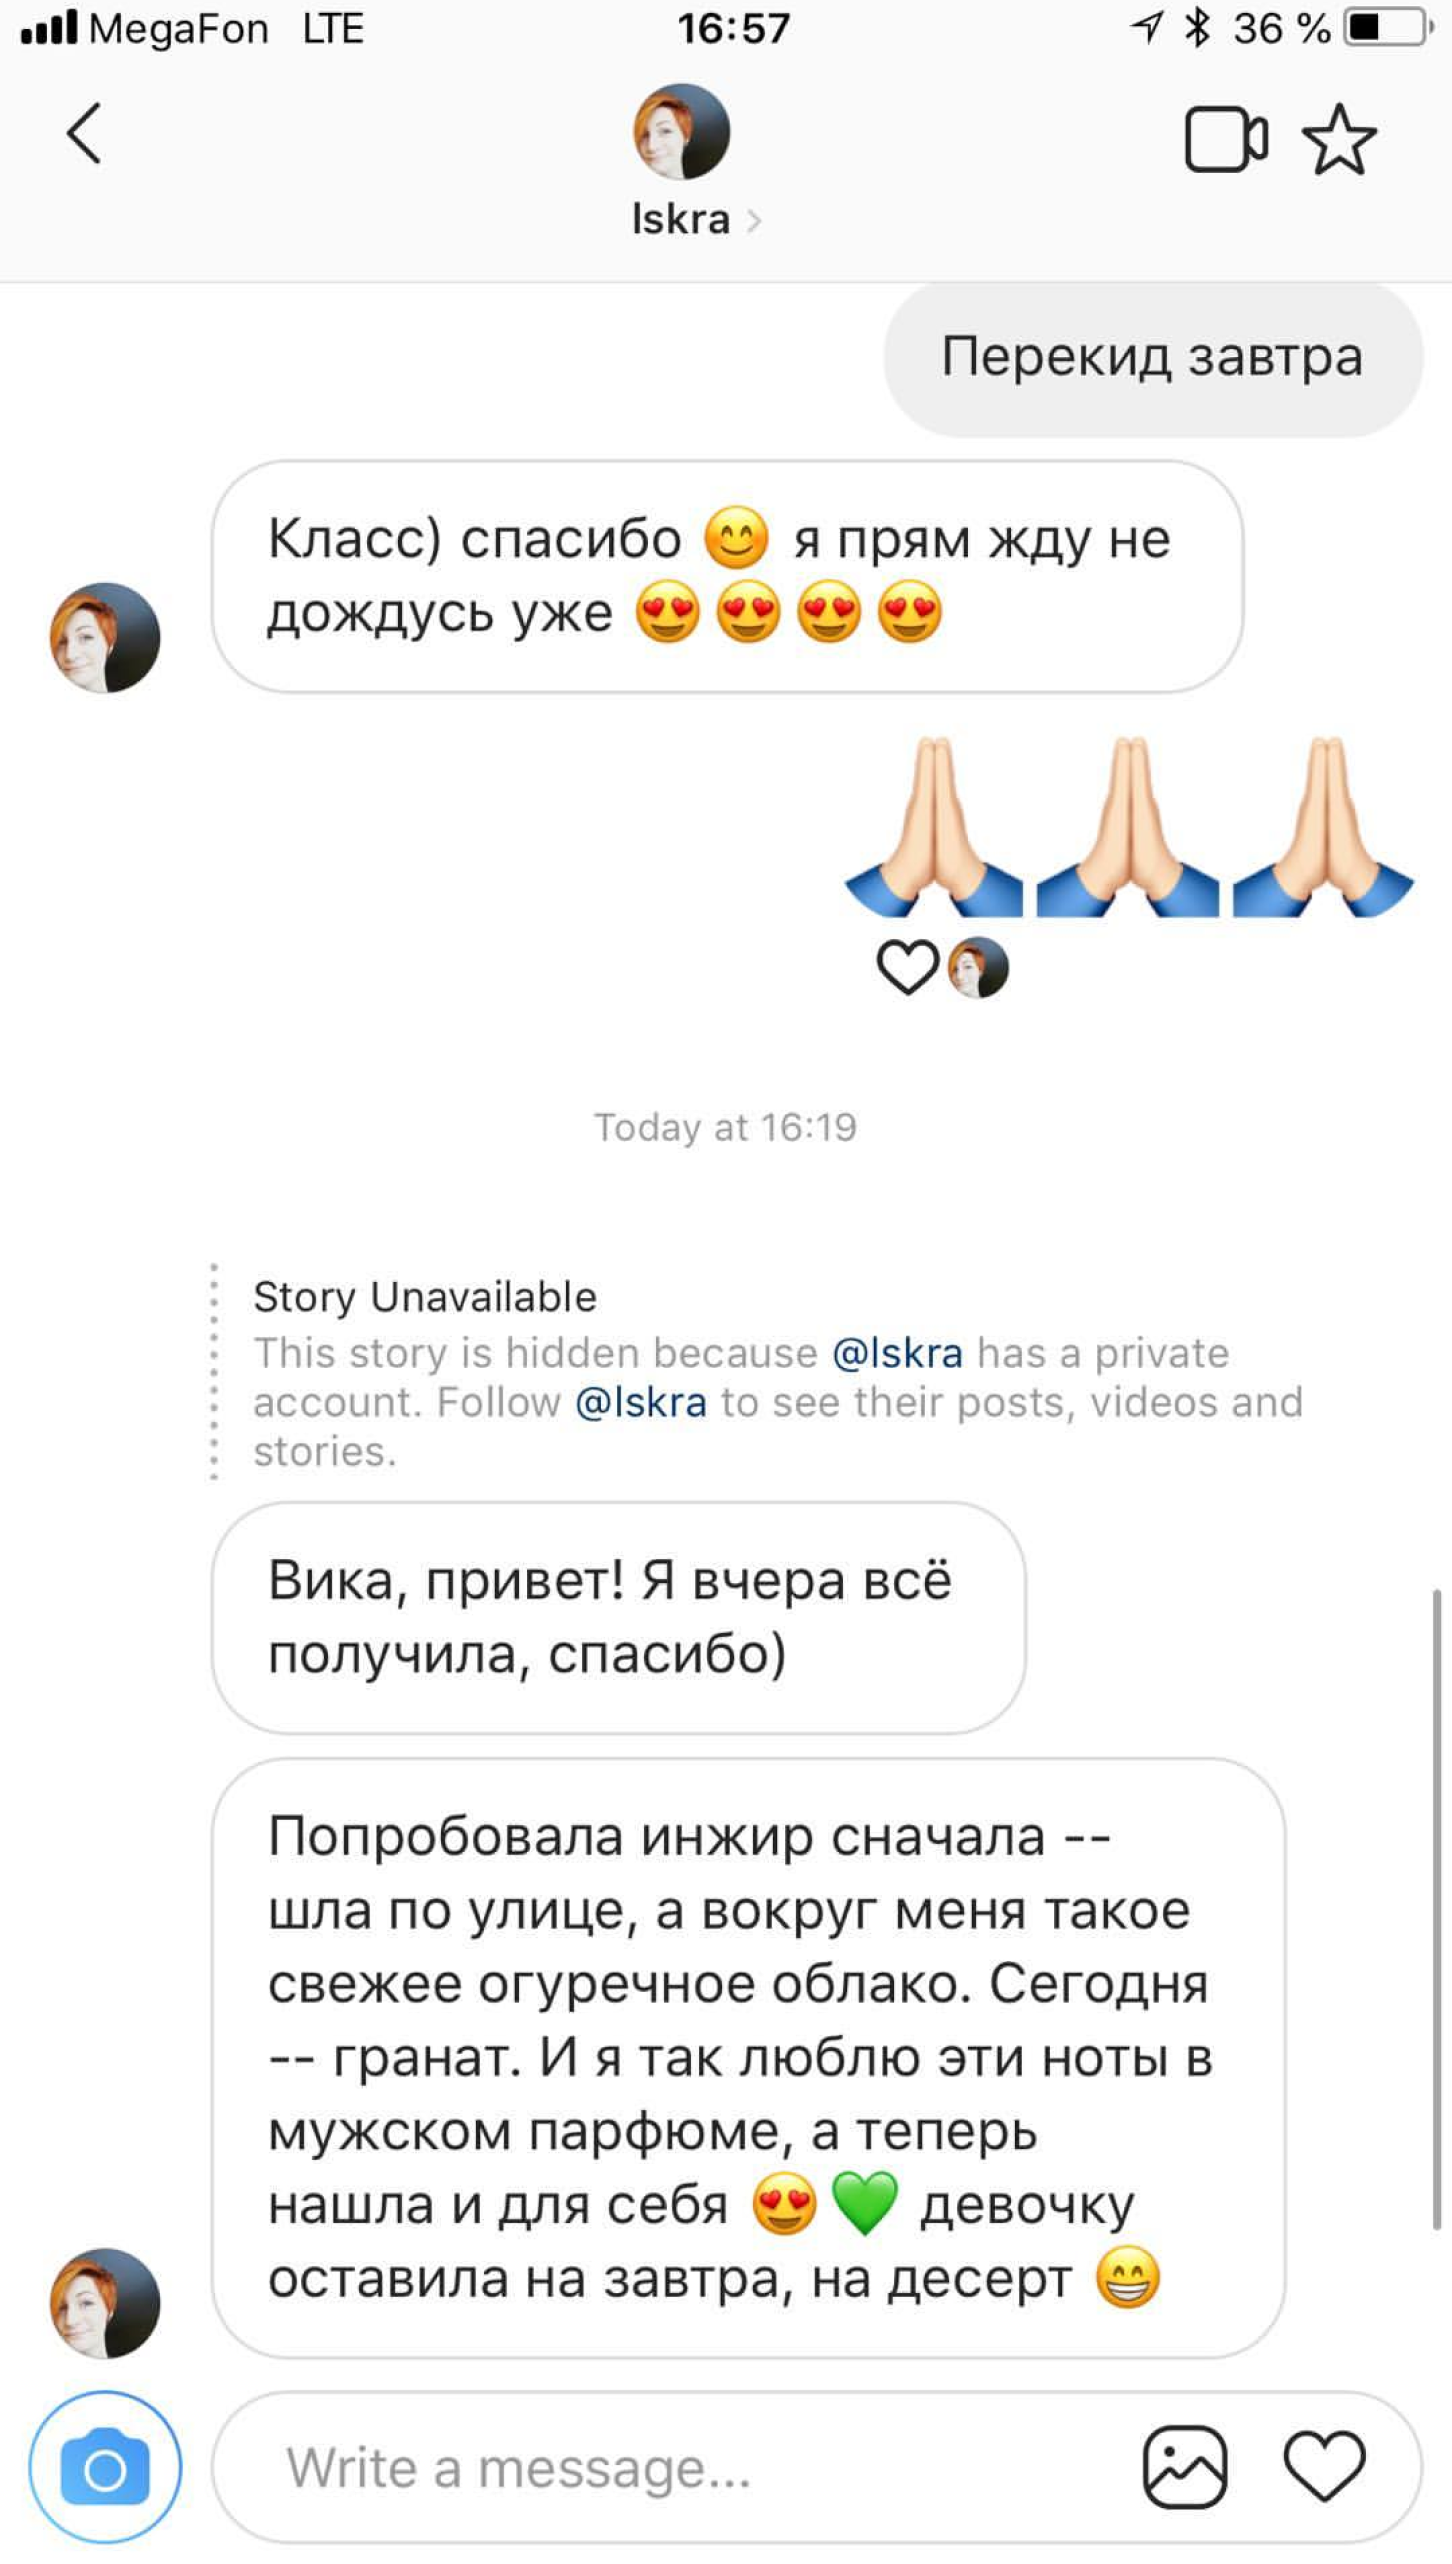 MegaFon LTE 16:57 36 %
Iskra
Перекид завтра
Класс) спасибо 😊 я прям жду не
дождусь уже 😍😍😍😍
Today at 16:19
Story Unavailable
This story is hidden because @Iskra has a private
account. Follow @Iskra to see their posts, videos and
stories.
Вика, привет! Я вчера всё
получила, спасибо)
Попробовала инжир сначала --
шла по улице, а вокруг меня такое
свежее огуречное облако. Сегодня
-- гранат. И я так люблю эти ноты в
мужском парфюме, а теперь
нашла и для себя 😍💚 девочку
оставила на завтра, на десерт 😁
Write a message...